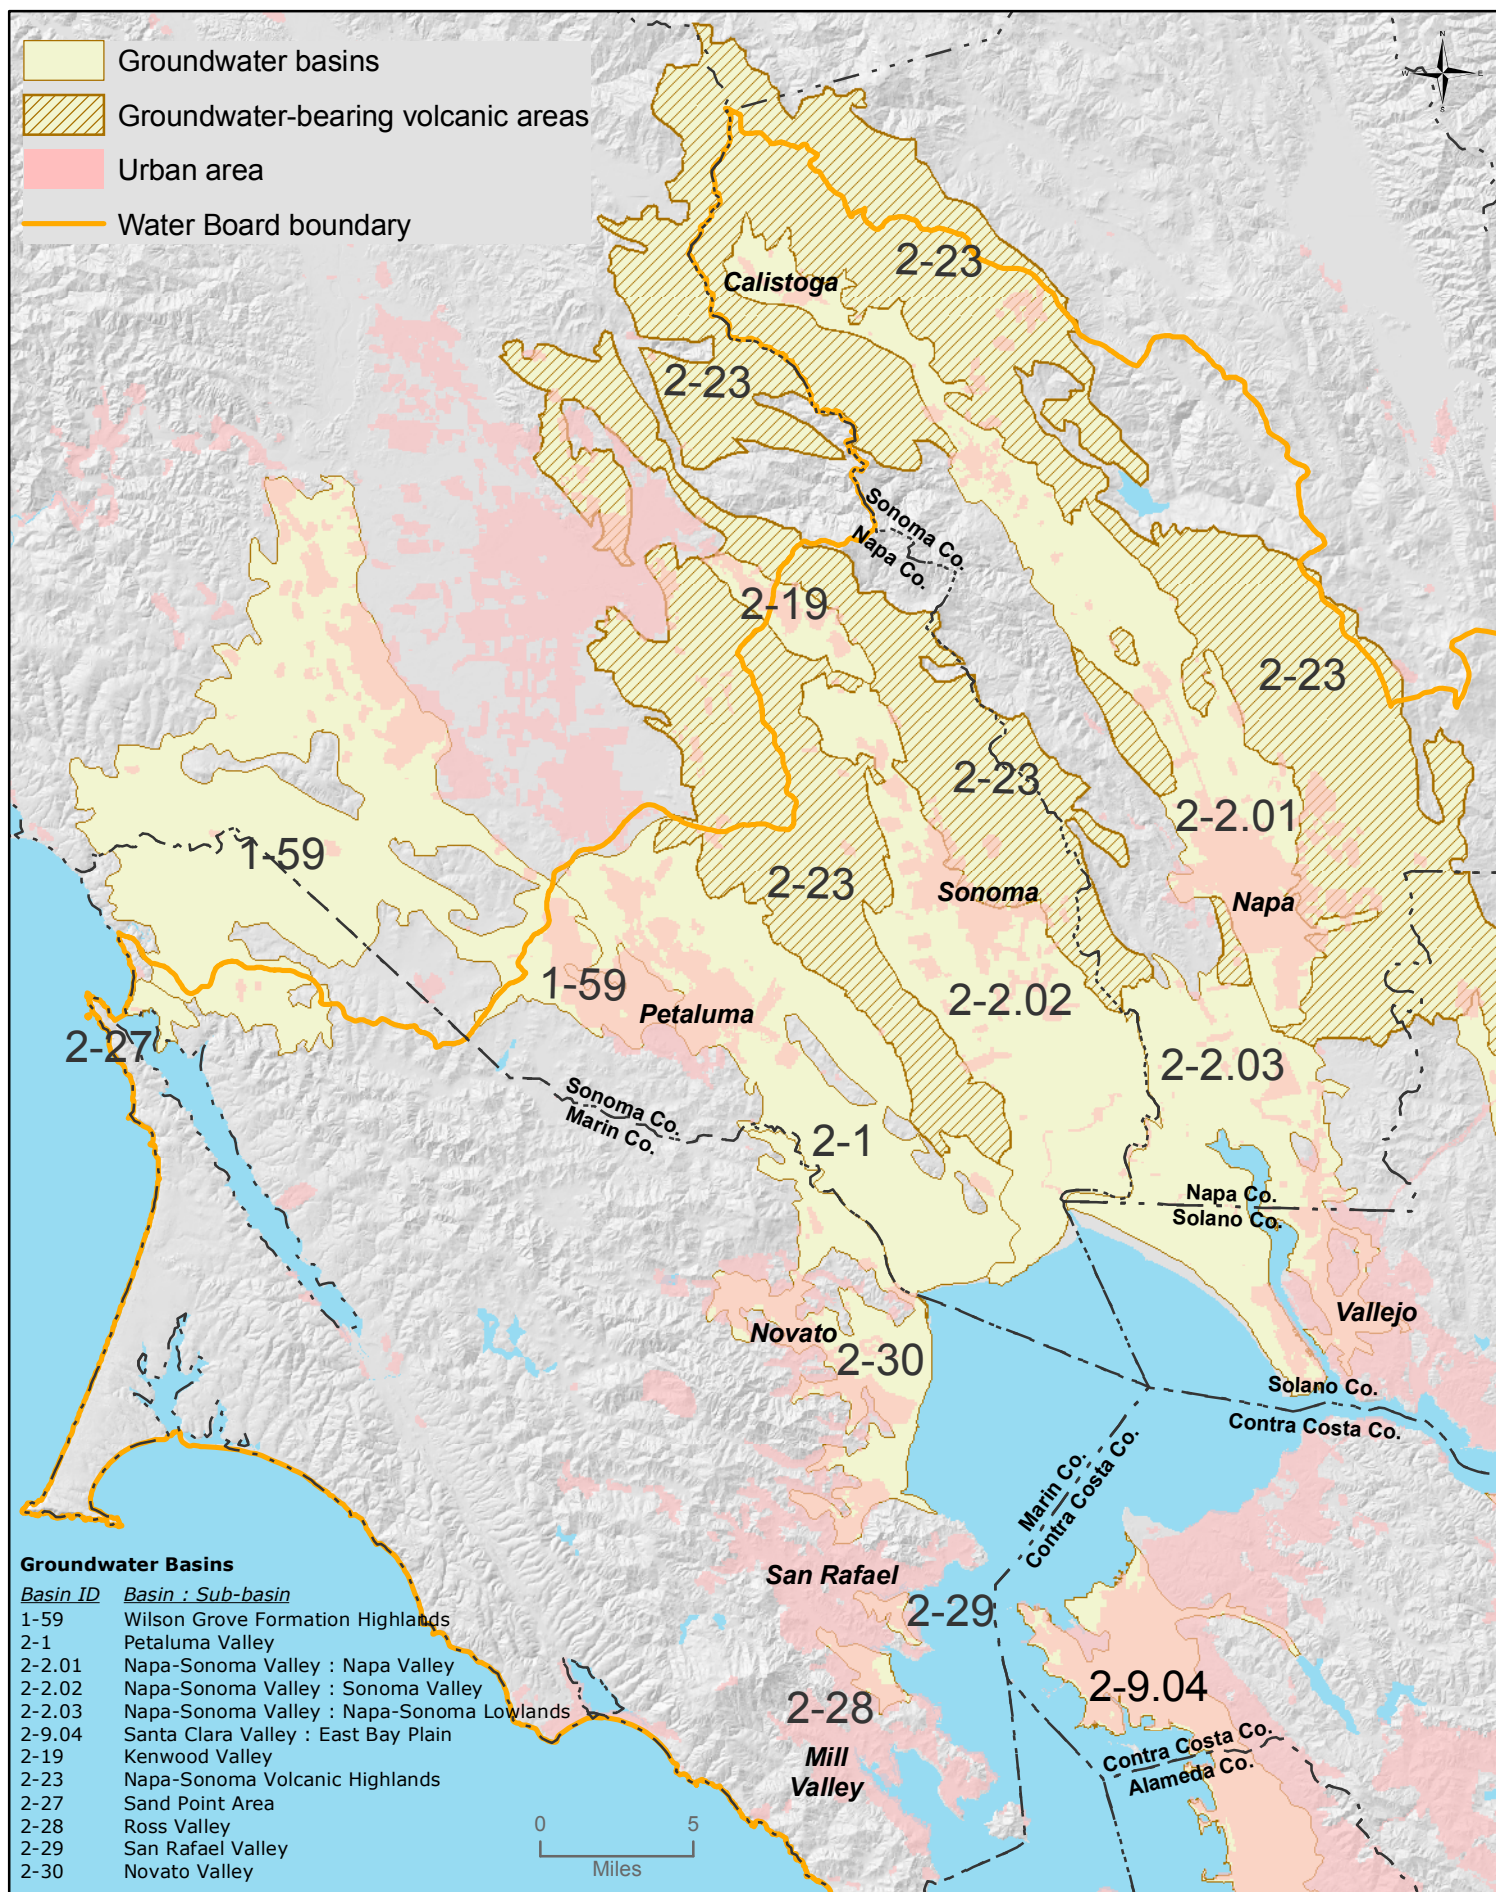 Groundwater basins
Groundwater-bearing volcanic areas
Urban area
Water Board boundary
N
W
E
S
2-23
Calistoga
2-23
Sonoma Co.
Napa Co.
2-19
2-23
2-23
2-2.01
1-59
2-23
Sonoma
Napa
1-59
Petaluma
2-2.02
2-27
2-2.03
Sonoma Co.
Marin Co.
2-1
Napa Co.
Solano Co.
Vallejo
Novato
2-30
Solano Co.
Contra Costa Co.
Marin Co.
Contra Costa Co.
San Rafael
2-29
2-9.04
2-28
Mill
Valley
Contra Costa Co.
Alameda Co.
Groundwater Basins
Basin ID Basin : Sub-basin
1-59 Wilson Grove Formation Highlands
2-1 Petaluma Valley
2-2.01 Napa-Sonoma Valley : Napa Valley
2-2.02 Napa-Sonoma Valley : Sonoma Valley
2-2.03 Napa-Sonoma Valley : Napa-Sonoma Lowlands
2-9.04 Santa Clara Valley : East Bay Plain
2-19 Kenwood Valley
2-23 Napa-Sonoma Volcanic Highlands
2-27 Sand Point Area
2-28 Ross Valley
2-29 San Rafael Valley
2-30 Novato Valley
0 5
Miles